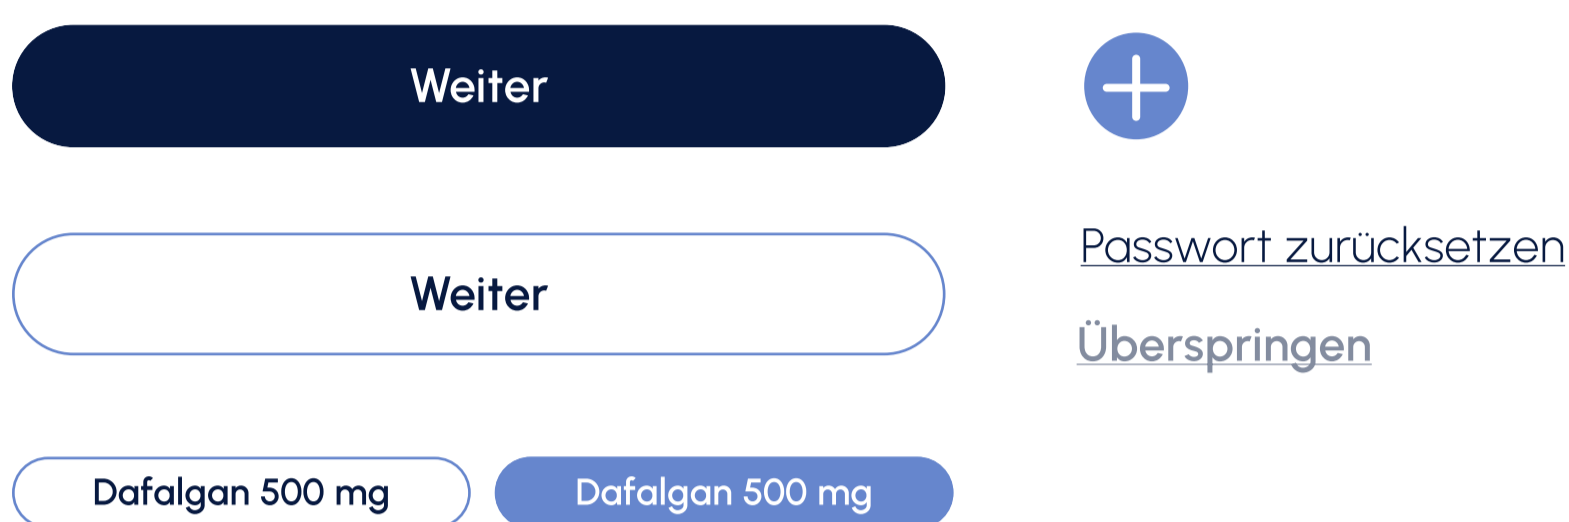 Weiter
Passwort zurücksetzen
Weiter
Überspringen
Dafalgan 500 mg
Dafalgan 500 mg